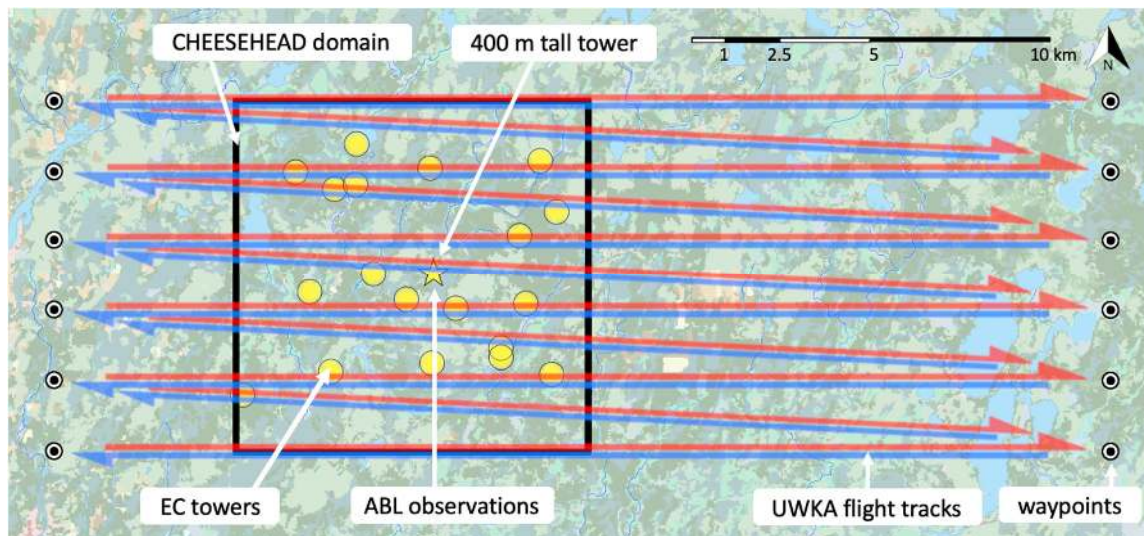 CHEESEHEAD domain
400 m tall tower
1 2.5 5 10 km
N
EC towers
ABL observations
UWKA flight tracks
waypoints